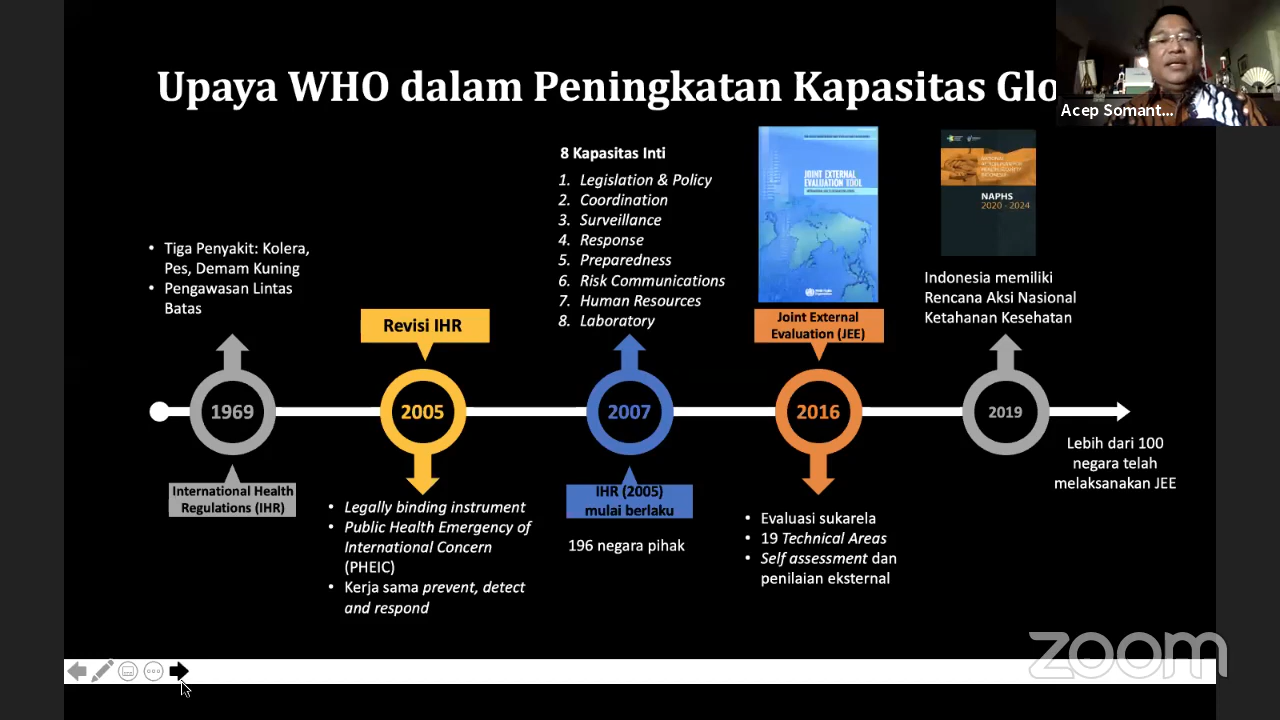 Upaya WHO dalam Peningkatan Kapasitas Glo
Acep Somant...
• Tiga Penyakit: Kolera,
Pes, Demam Kuning
• Pengawasan Lintas
Batas
1969
International Health
Regulations (IHR)
Revisi IHR
2005
• Legally binding instrument
• Public Health Emergency of
International Concern
(PHEIC)
• Kerja sama prevent, detect
and respond
8 Kapasitas Inti
1. Legislation & Policy
2. Coordination
3. Surveillance
4. Response
5. Preparedness
6. Risk Communications
7. Human Resources
8. Laboratory
2007
IHR (2005)
mulai berlaku
196 negara pihak
JOINT EXTERNAL
EVALUATION TOOL
Joint External
Evaluation (JEE)
2016
• Evaluasi sukarela
• 19 Technical Areas
• Self assessment dan
penilaian eksternal
NAPHS
2020 - 2024
Indonesia memiliki
Rencana Aksi Nasional
Ketahanan Kesehatan
2019
Lebih dari 100
negara telah
melaksanakan JEE
zoom